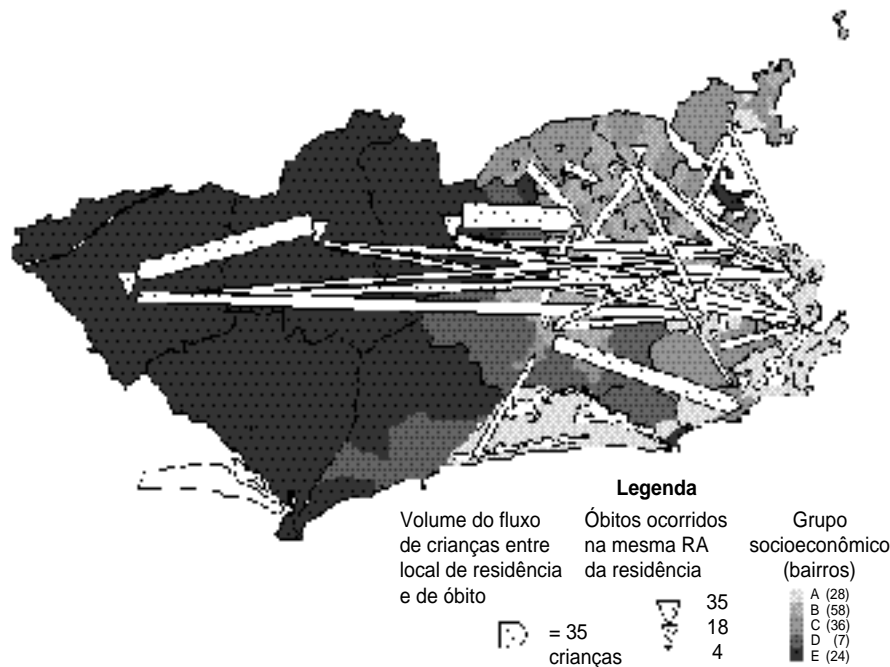 Legenda
Volume do fluxo
de crianças entre
local de residência
e de óbito
= 35
crianças
Óbitos ocorridos
na mesma RA
da residência
35
18
4
Grupo
socioeconômico
(bairros)
A (28)
B (58)
C (36)
D (7)
E (24)